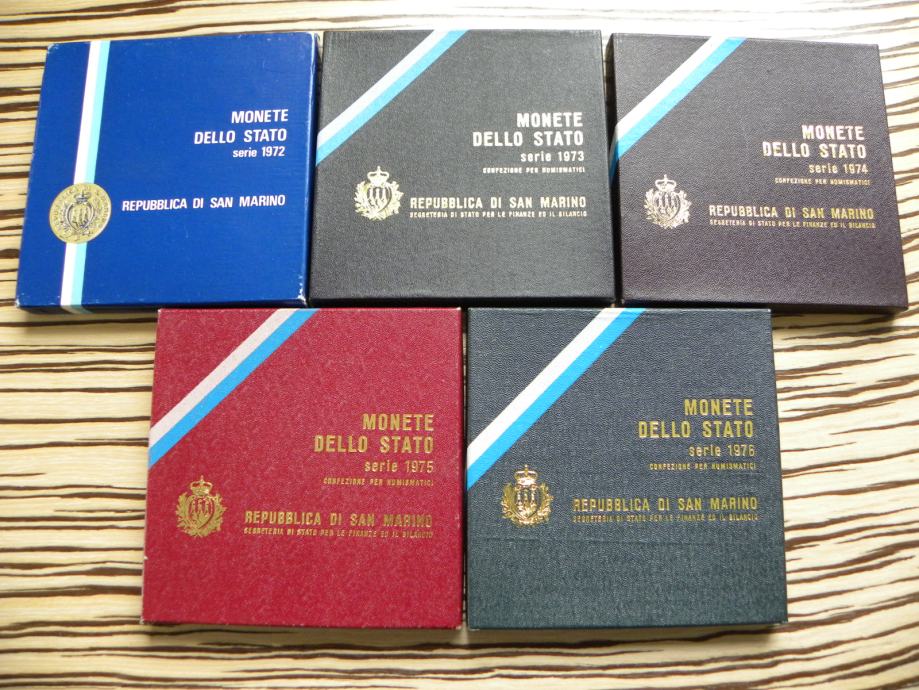 MONETE
DELLO STATO
serie 1972
REPUBBLICA DI SAN MARINO
MONETE
DELLO STATO
serie 1973
CONFEZIONE PER NUMISMATICI
REPUBBLICA DI SAN MARINO
SEGRETERIA DI STATO PER LE FINANZE ED IL BILANCIO
MONETE
DELLO STATO
serie 1974
CONFEZIONE PER NUMISMATICI
REPUBBLICA DI SAN MARINO
SEGRETERIA DI STATO PER LE FINANZE ED IL BILANCIO
MONETE
DELLO STATO
serie 1975
CONFEZIONE PER NUMISMATICI
REPUBBLICA DI SAN MARINO
SEGRETERIA DI STATO PER LE FINANZE ED IL BILANCIO
MONETE
DELLO STATO
serie 1976
CONFEZIONE PER NUMISMATICI
REPUBBLICA DI SAN MARINO
SEGRETERIA DI STATO PER LE FINANZE ED IL BILANCIO